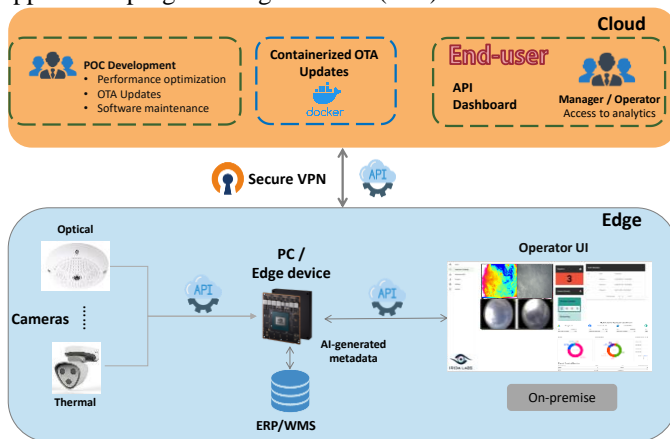 Cloud
POC Development
• Performance optimization
• OTA Updates
• Software maintenance
Containerized OTA
Updates
docker
End-user
API
Dashboard
Manager / Operator
Access to analytics
Secure VPN
API
Edge
Optical
Cameras
Thermal
API
PC /
Edge device
API
AI-generated
metadata
ERP/WMS
Operator UI
3
IRIDA LABS
On-premise